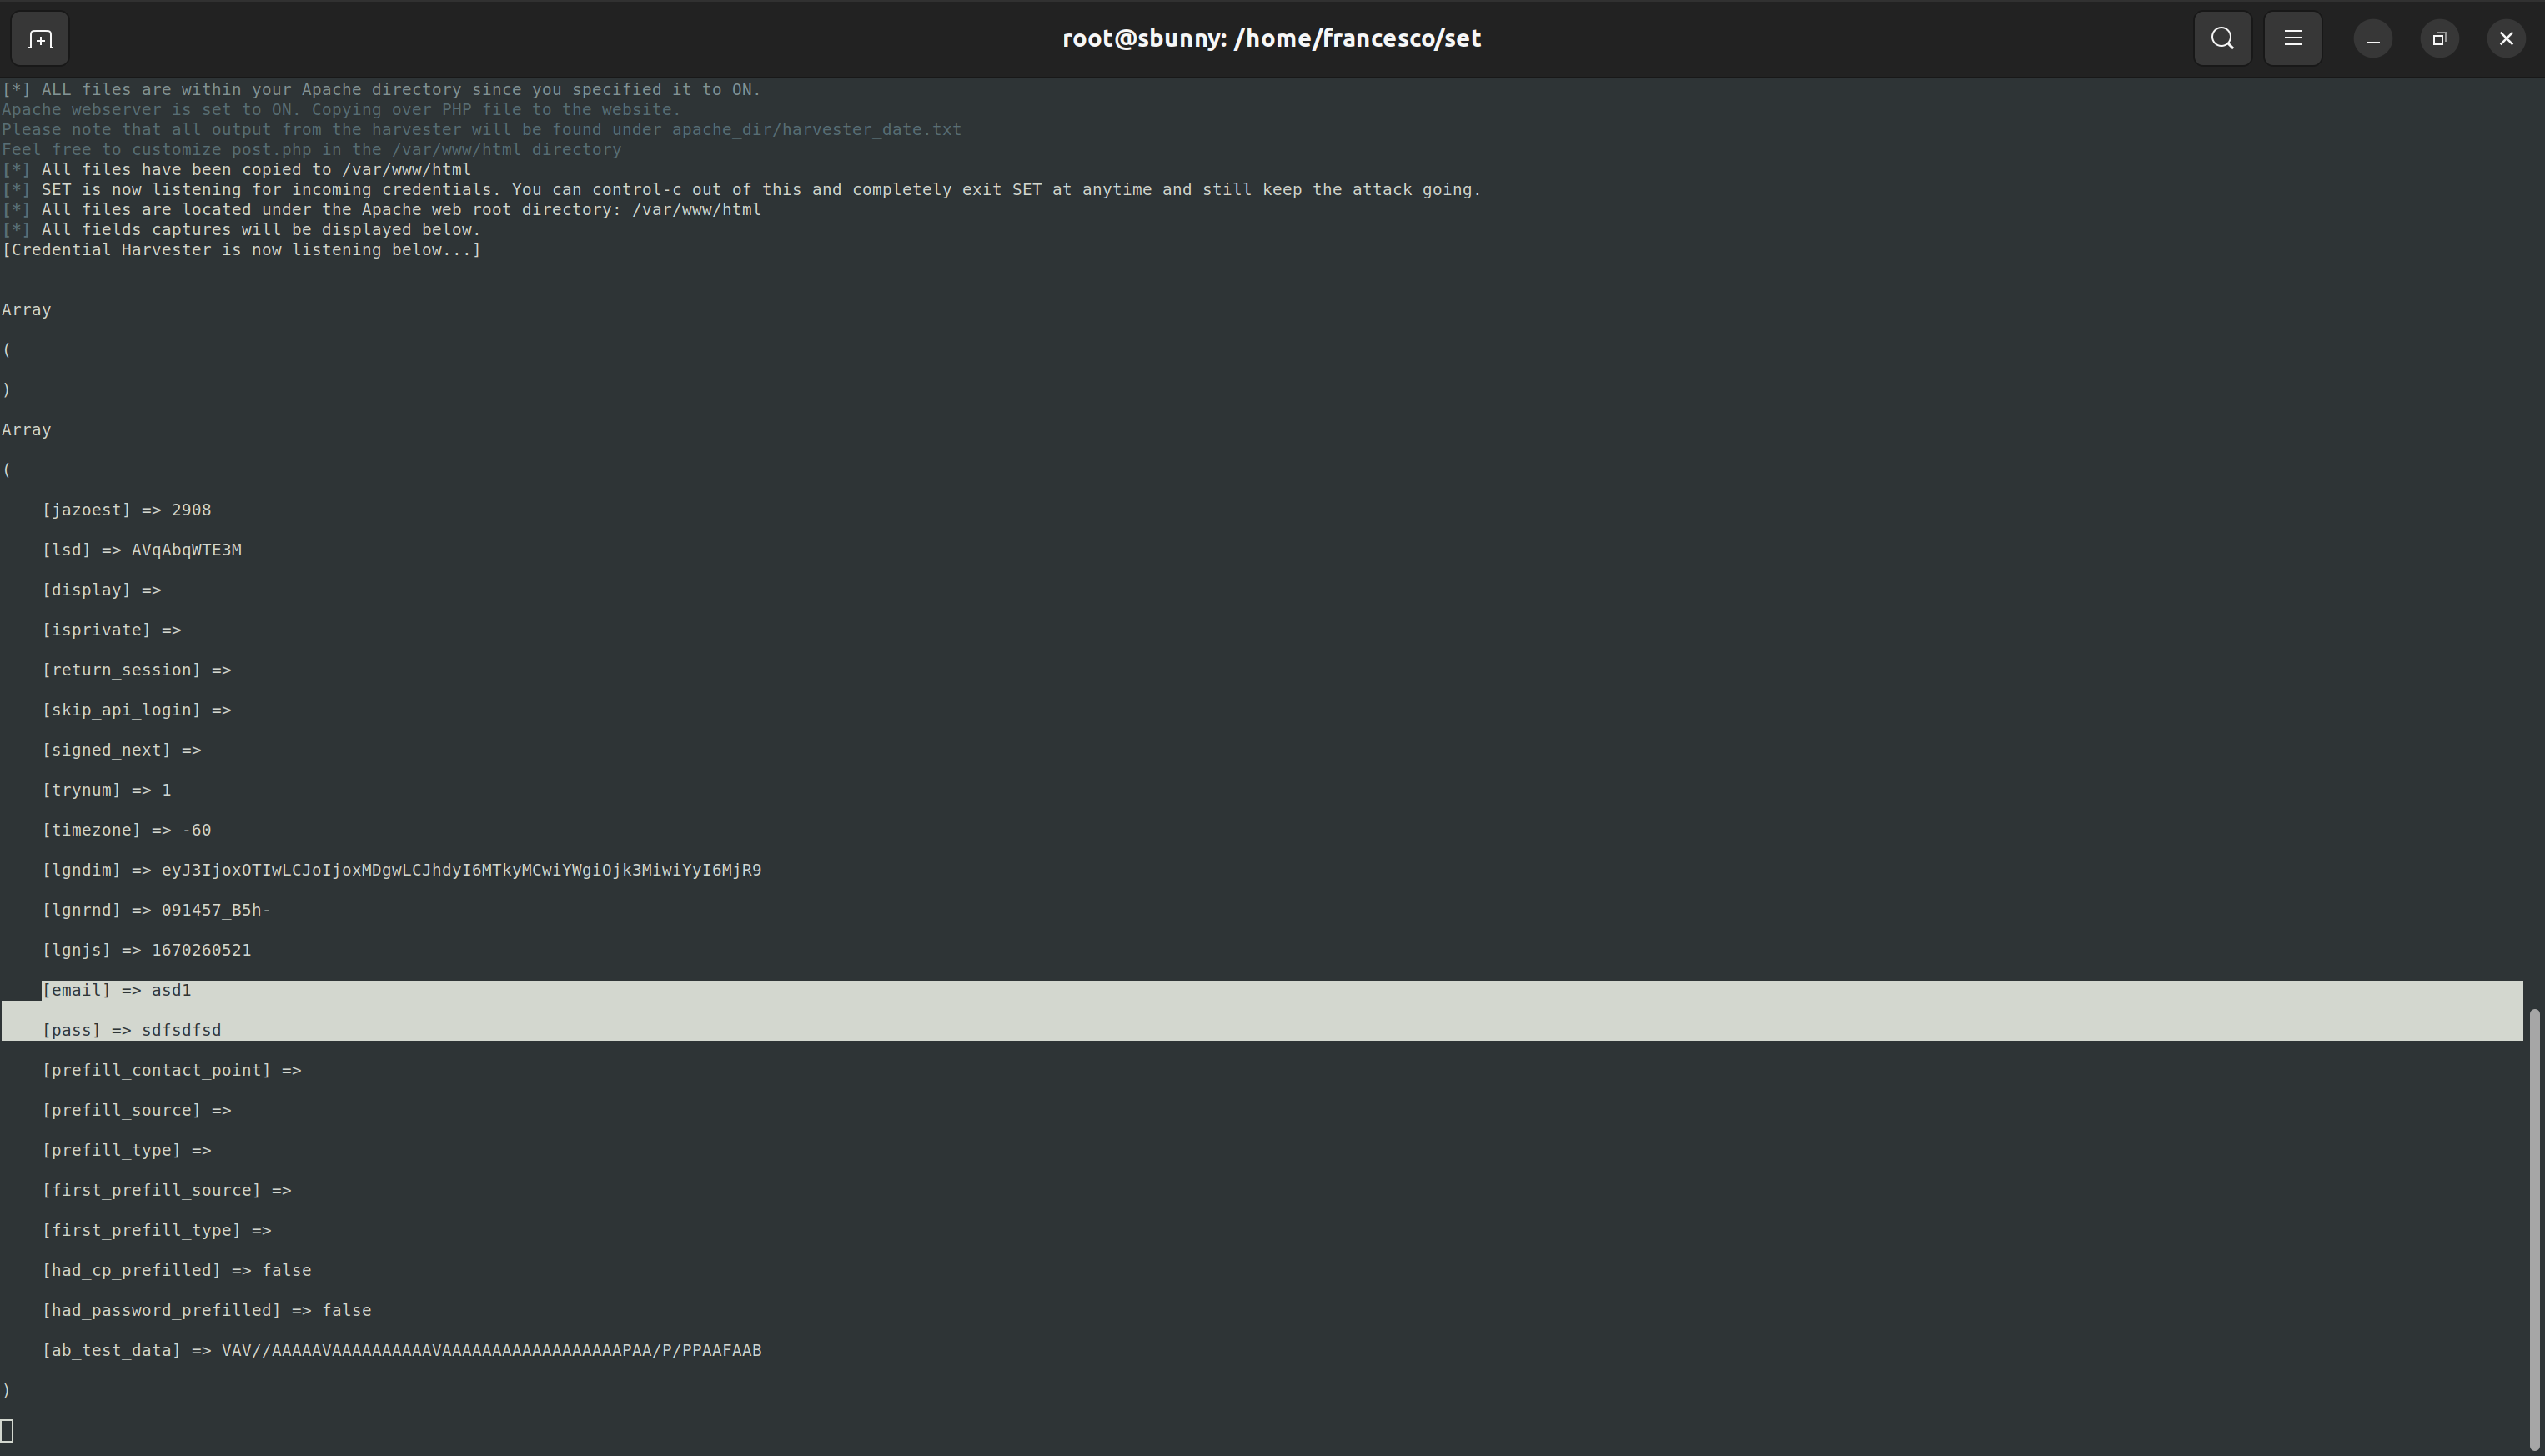 root@sbunny: /home/francesco/set
[*] ALL files are within your Apache directory since you specified it to ON.
Apache webserver is set to ON. Copying over PHP file to the website.
Please note that all output from the harvester will be found under apache_dir/harvester_date.txt
Feel free to customize post.php in the /var/www/html directory
[*] All files have been copied to /var/www/html
[*] SET is now listening for incoming credentials. You can control-c out of this and completely exit SET at anytime and still keep the attack going.
[*] All files are located under the Apache web root directory: /var/www/html
[*] All fields captures will be displayed below.
[Credential Harvester is now listening below...]
Array
(
)
Array
(
[jazoest] => 2908
[lsd] => AVqAbqWTE3M
[display] =>
[isprivate] =>
[return_session] =>
[skip_api_login] =>
[signed_next] =>
[trynum] => 1
[timezone] => -60
[lgndim] => eyJ3IjoxOTIwLCJoIjoxMDgwLCJhdyI6MTkyMCwiYWgiOjk3MiwiYyI6MjR9
[lgnrnd] => 091457_B5h-
[lgnjs] => 1670260521
[email] => asd1
[pass] => sdfsdfsd
[prefill_contact_point] =>
[prefill_source] =>
[prefill_type] =>
[first_prefill_source] =>
[first_prefill_type] =>
[had_cp_prefilled] => false
[had_password_prefilled] => false
[ab_test_data] => VAV//AAAAAVAAAAAAAAAAVAAAAAAAAAAAAAAAAAAPAA/P/PPAAFAAB
)